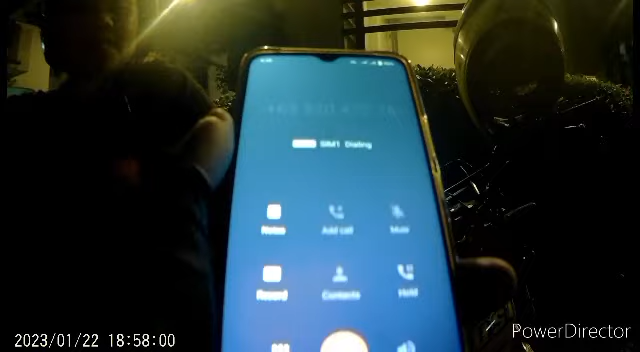 SIM1 Dialing
Notes Add call Mute
Record Contacts Hold
PowerDirector
2023/01/22 18:58:00